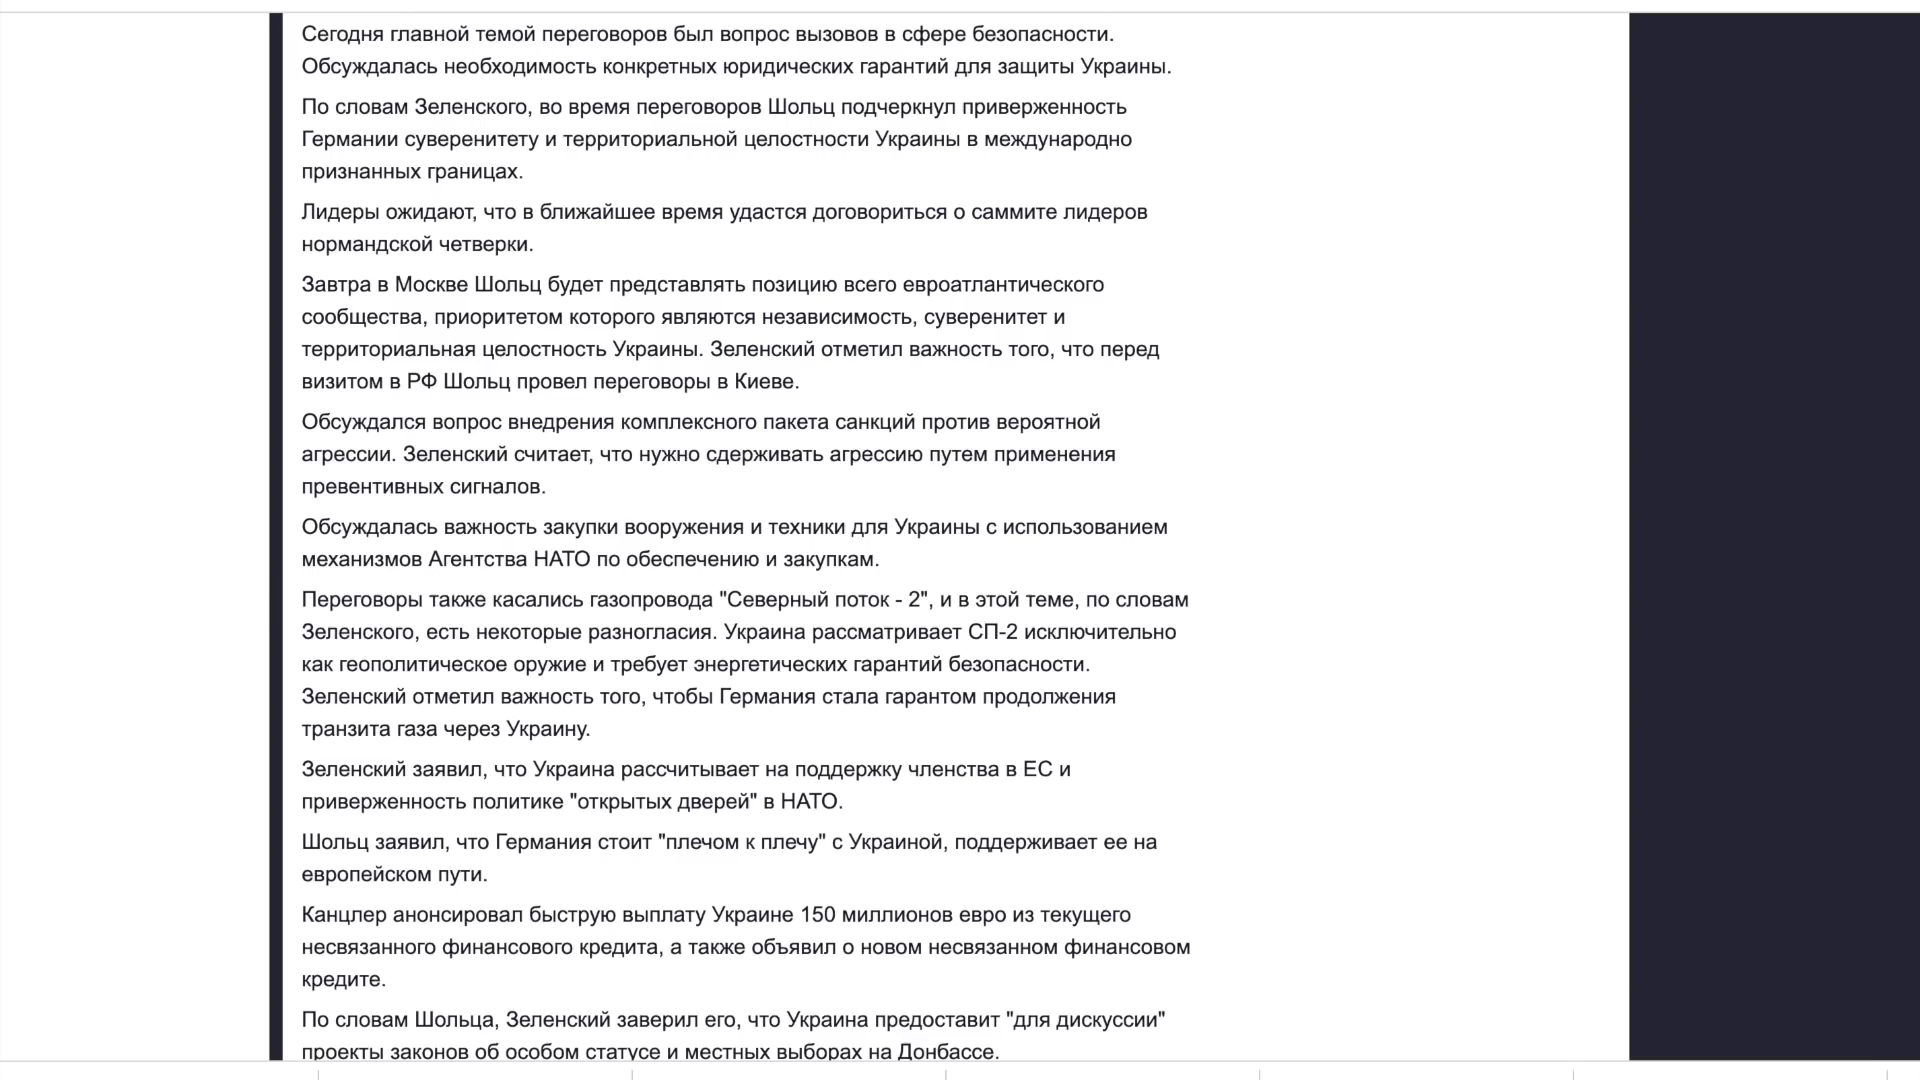 Сегодня главной темой переговоров был вопрос вызовов в сфере безопасности.
Обсуждалась необходимость конкретных юридических гарантий для защиты Украины.
По словам Зеленского, во время переговоров Шольц подчеркнул приверженность
Германии суверенитету и территориальной целостности Украины в международно
признанных границах.
Лидеры ожидают, что в ближайшее время удастся договориться о саммите лидеров
нормандской четверки.
Завтра в Москве Шольц будет представлять позицию всего евроатлантического
сообщества, приоритетом которого являются независимость, суверенитет и
территориальная целостность Украины. Зеленский отметил важность того, что перед
визитом в РФ Шольц провел переговоры в Киеве.
Обсуждался вопрос внедрения комплексного пакета санкций против вероятной
агрессии. Зеленский считает, что нужно сдерживать агрессию путем применения
превентивных сигналов.
Обсуждалась важность закупки вооружения и техники для Украины с использованием
механизмов Агентства НАТО по обеспечению и закупкам.
Переговоры также касались газопровода "Северный поток - 2", и в этой теме, по словам
Зеленского, есть некоторые разногласия. Украина рассматривает СП-2 исключительно
как геополитическое оружие и требует энергетических гарантий безопасности.
Зеленский отметил важность того, чтобы Германия стала гарантом продолжения
транзита газа через Украину.
Зеленский заявил, что Украина рассчитывает на поддержку членства в ЕС и
приверженность политике "открытых дверей" в НАТО.
Шольц заявил, что Германия стоит "плечом к плечу" с Украиной, поддерживает ее на
европейском пути.
Канцлер анонсировал быструю выплату Украине 150 миллионов евро из текущего
несвязанного финансового кредита, а также объявил о новом несвязанном финансовом
кредите.
По словам Шольца, Зеленский заверил его, что Украина предоставит "для дискуссии"
проекты законов об особом статусе и местных выборах на Донбассе.